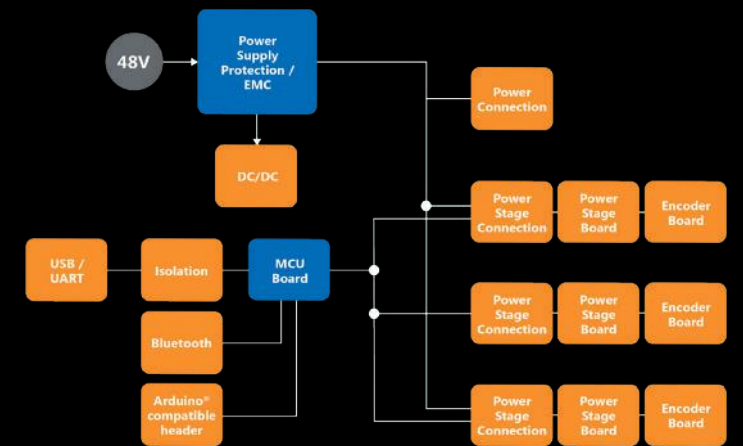 48V
Power
Supply
Protection /
EMC
Power
Connection
DC/DC
Power
Stage
Connection
Power
Stage
Board
Encoder
Board
USB /
UART
Isolation
MCU
Board
Power
Stage
Connection
Power
Stage
Board
Encoder
Board
Bluetooth
Arduino®
compatible
header
Power
Stage
Connection
Power
Stage
Board
Encoder
Board